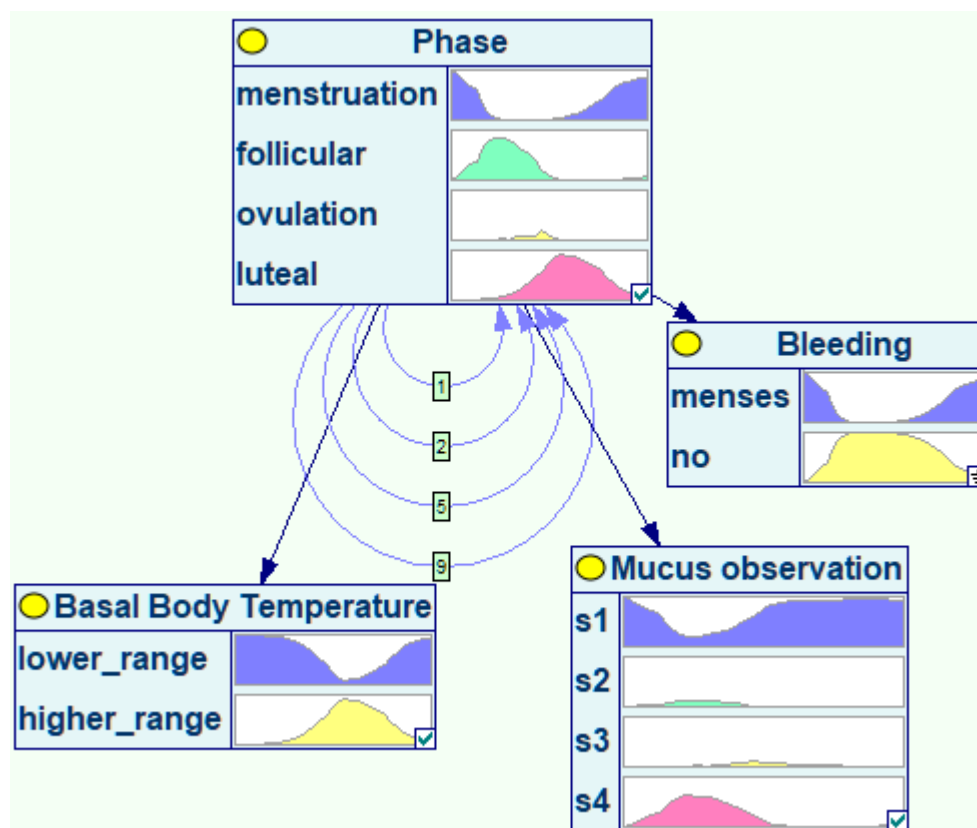 Phase
menstruation
follicular
ovulation
luteal
Bleeding
menses
no
1
2
5
9
Mucus observation
s1
s2
s3
s4
Basal Body Temperature
lower_range
higher_range